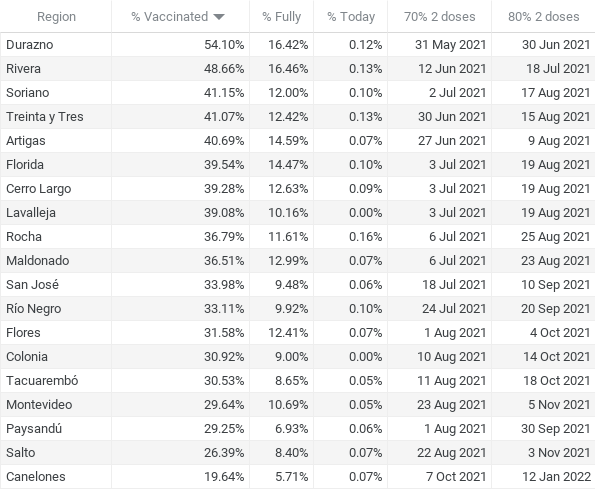 Region % Vaccinated % Fully % Today 70% 2 doses 80% 2 doses
Durazno 54.10% 16.42% 0.12% 31 May 2021 30 Jun 2021
Rivera 48.66% 16.46% 0.13% 12 Jun 2021 18 Jul 2021
Soriano 41.15% 12.00% 0.10% 2 Jul 2021 17 Aug 2021
Treinta y Tres 41.07% 12.42% 0.13% 30 Jun 2021 15 Aug 2021
Artigas 40.69% 14.59% 0.07% 27 Jun 2021 9 Aug 2021
Florida 39.54% 14.47% 0.10% 3 Jul 2021 19 Aug 2021
Cerro Largo 39.28% 12.63% 0.09% 3 Jul 2021 19 Aug 2021
Lavalleja 39.08% 10.16% 0.00% 3 Jul 2021 19 Aug 2021
Rocha 36.79% 11.61% 0.16% 6 Jul 2021 25 Aug 2021
Maldonado 36.51% 12.99% 0.07% 6 Jul 2021 23 Aug 2021
San José 33.98% 9.48% 0.06% 18 Jul 2021 10 Sep 2021
Río Negro 33.11% 9.92% 0.10% 24 Jul 2021 20 Sep 2021
Flores 31.58% 12.41% 0.07% 1 Aug 2021 4 Oct 2021
Colonia 30.92% 9.00% 0.00% 10 Aug 2021 14 Oct 2021
Tacuarembó 30.53% 8.65% 0.05% 11 Aug 2021 18 Oct 2021
Montevideo 29.64% 10.69% 0.05% 23 Aug 2021 5 Nov 2021
Paysandú 29.25% 6.93% 0.06% 1 Aug 2021 30 Sep 2021
Salto 26.39% 8.40% 0.07% 22 Aug 2021 3 Nov 2021
Canelones 19.64% 5.71% 0.07% 7 Oct 2021 12 Jan 2022